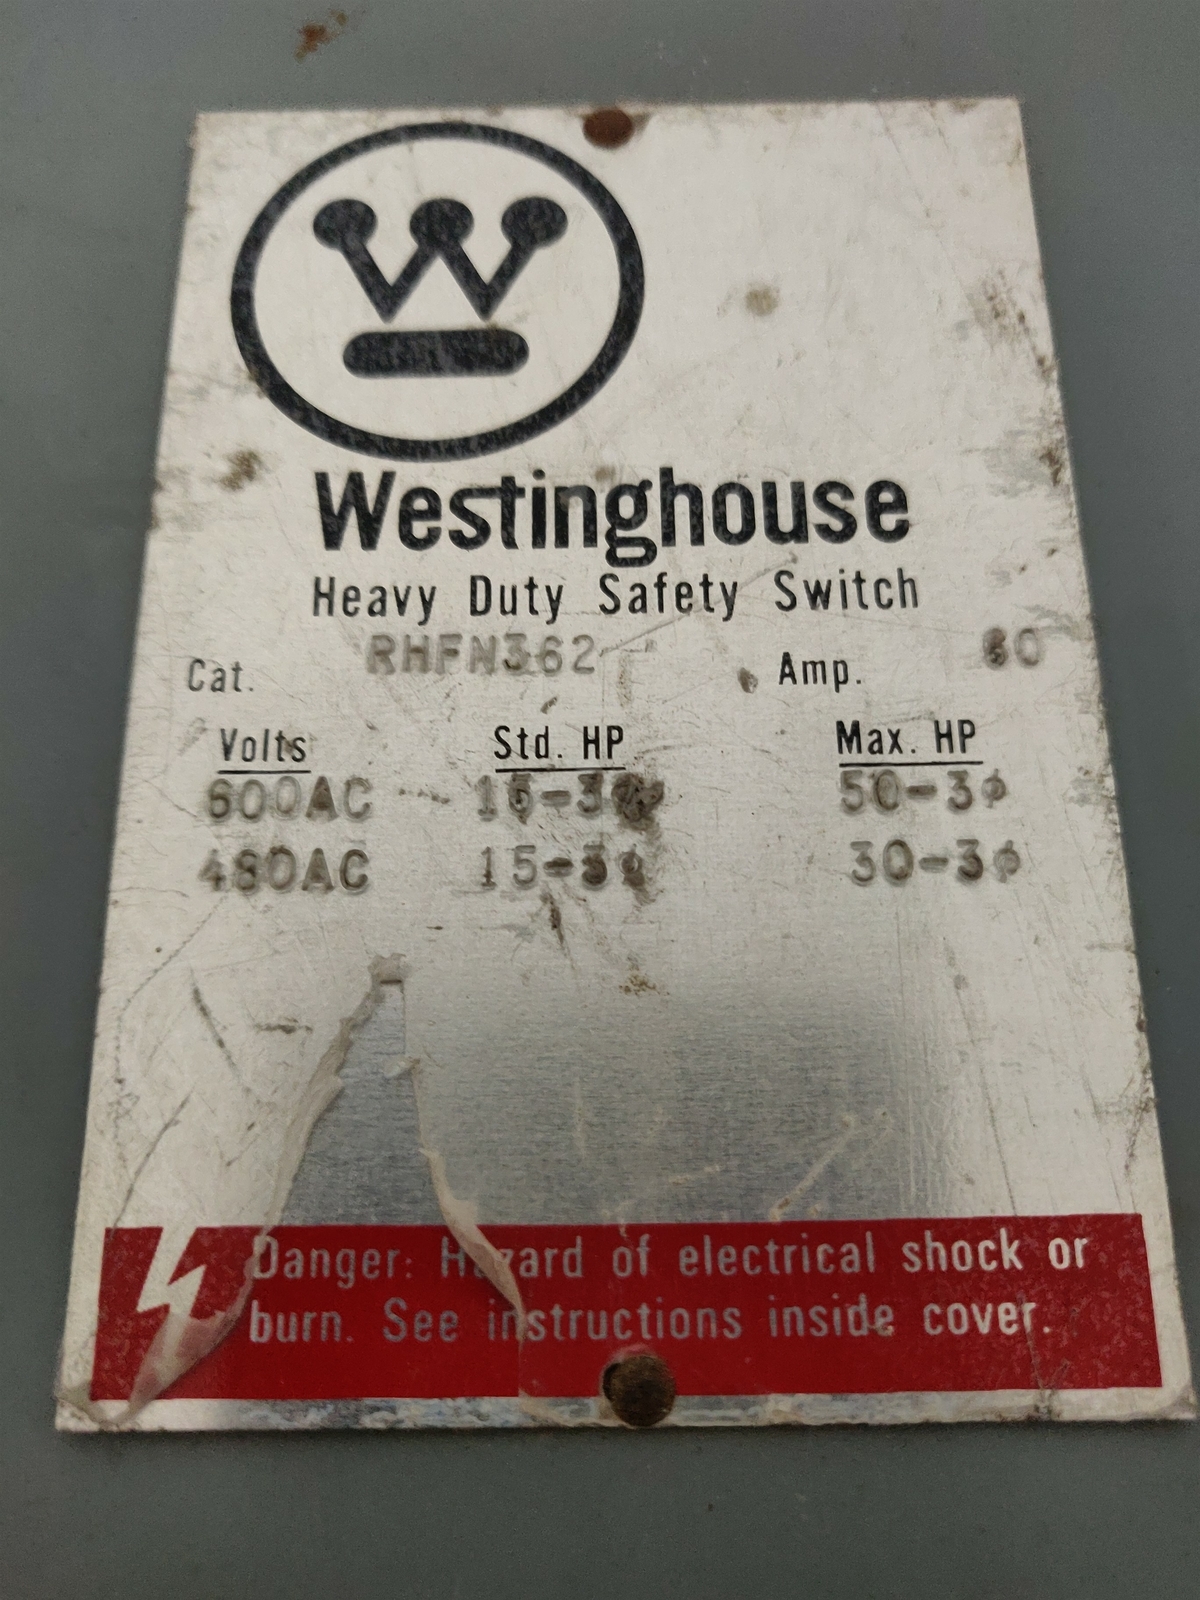 W
Westinghouse
Heavy Duty Safety Switch
Cat. RHFN362 Amp. 60
Volts Std. HP Max. HP
600AC 15-3ϕ 50-3ϕ
480AC 15-3ϕ 30-3ϕ
Danger: Hazard of electrical shock or
burn. See instructions inside cover.